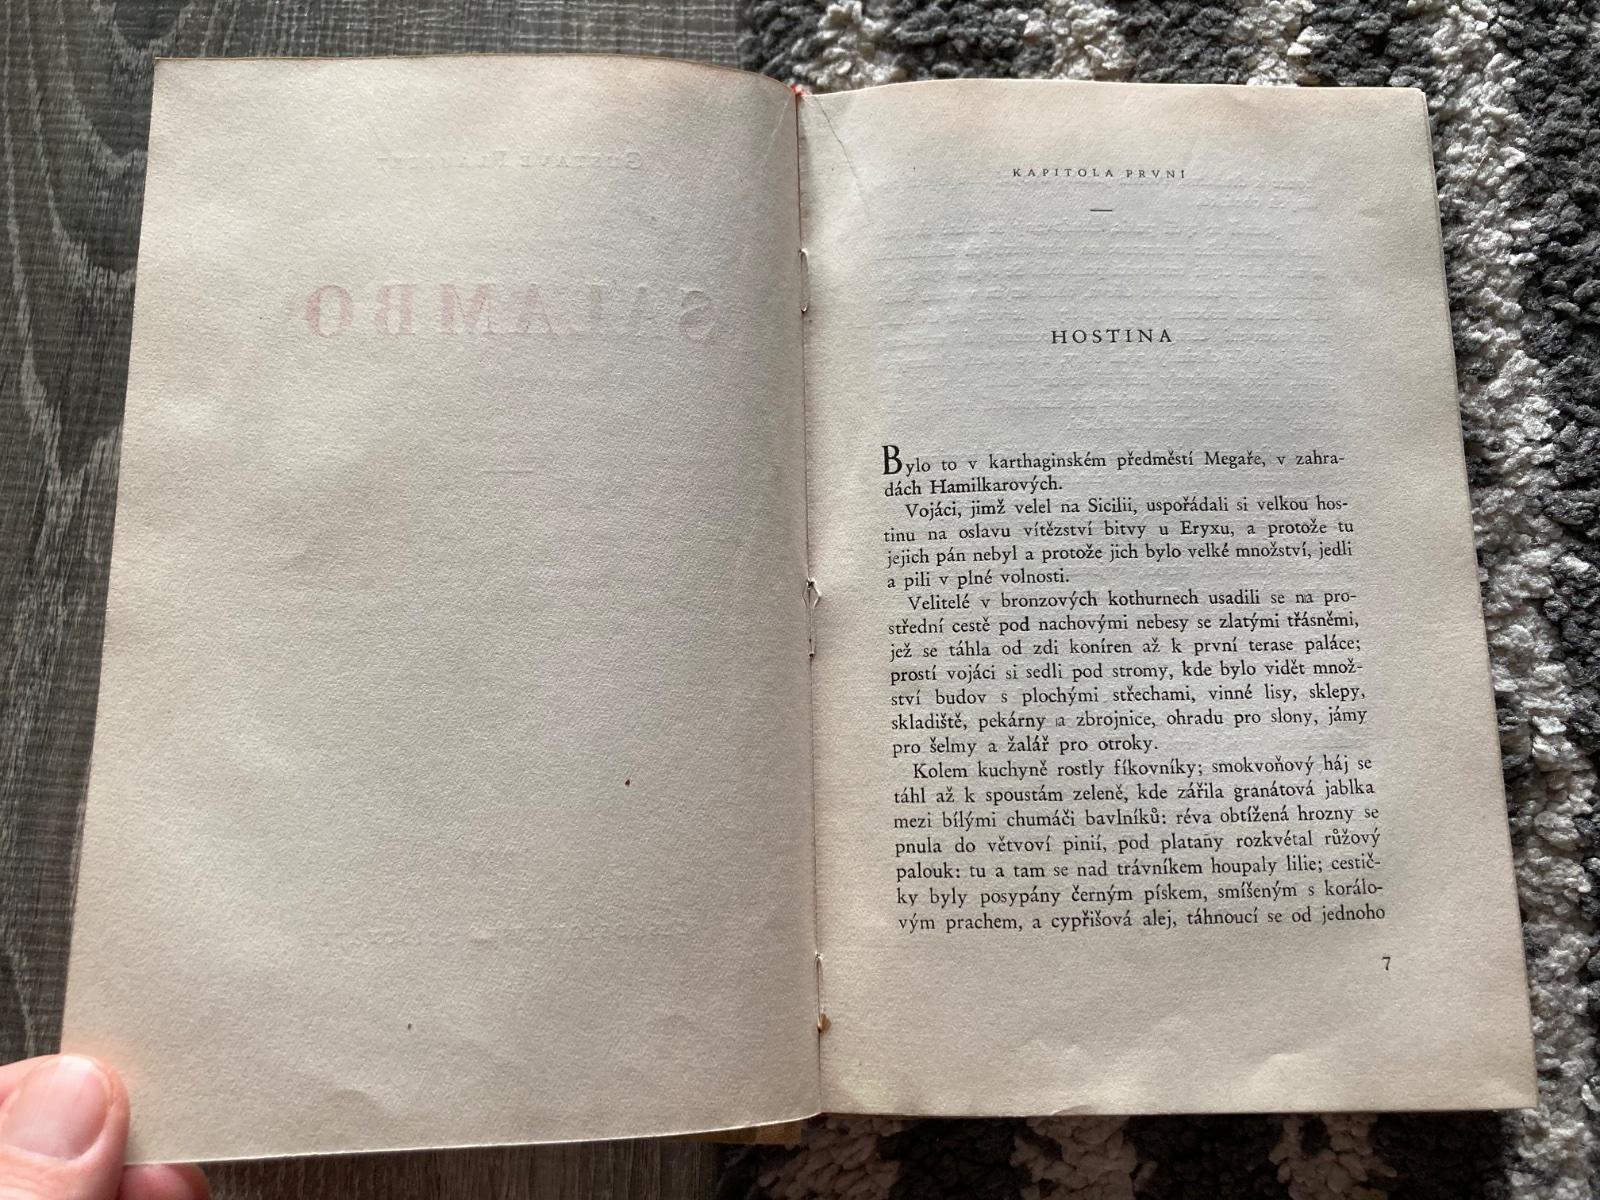 GUSTAVE FLAUBERT
SALAMBO
KAPITOLA PRVNÍ
HOSTINA
Bylo to v karthaginském předměstí Megaře, v zahra-
dách Hamilkarových.
Vojáci, jimž velel na Sicilii, uspořádali si velkou hos-
tinu na oslavu vítězství bitvy u Eryxu, a protože tu
jejich pán nebyl a protože jich bylo velké množství, jedli
a pili v plné volnosti.
Velitelé v bronzových kothurnech usadili se na pro-
střední cestě pod nachovými nebesy se zlatými třásněmi,
jež se táhla od zdi koníren až k první terase paláce;
prostí vojáci si sedli pod stromy, kde bylo vidět množ-
ství budov s plochými střechami, vinné lisy, sklepy,
skladiště, pekárny a zbrojnice, ohradu pro slony, jámy
pro šelmy a žalář pro otroky.
Kolem kuchyně rostly fíkovníky; smokvoňový háj se
táhl až k spoustám zeleně, kde zářila granátová jablka
mezi bílými chumáči bavlníků: réva obtížená hrozny se
pnula do větvoví pinií, pod platany rozkvétal růžový
palouk: tu a tam se nad trávníkem houpaly lilie; cestič-
ky byly posypány černým pískem, smíšeným s korálo-
vým prachem, a cypřišová alej, táhnoucí se od jednoho
7